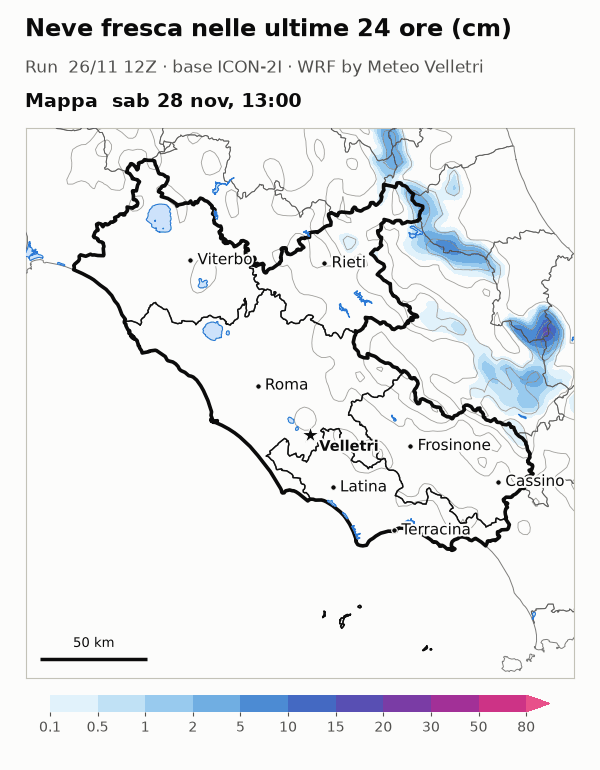 Neve fresca nelle ultime 24 ore (cm)
Run 26/11 12Z · base ICON-2I · WRF by Meteo Velletri
Mappa sab 28 nov, 13:00
Viterbo
Rieti
Roma
Velletri
Frosinone
Latina
Cassino
Terracina
50 km
0.1 0.5 1 2 5 10 15 20 30 50 80